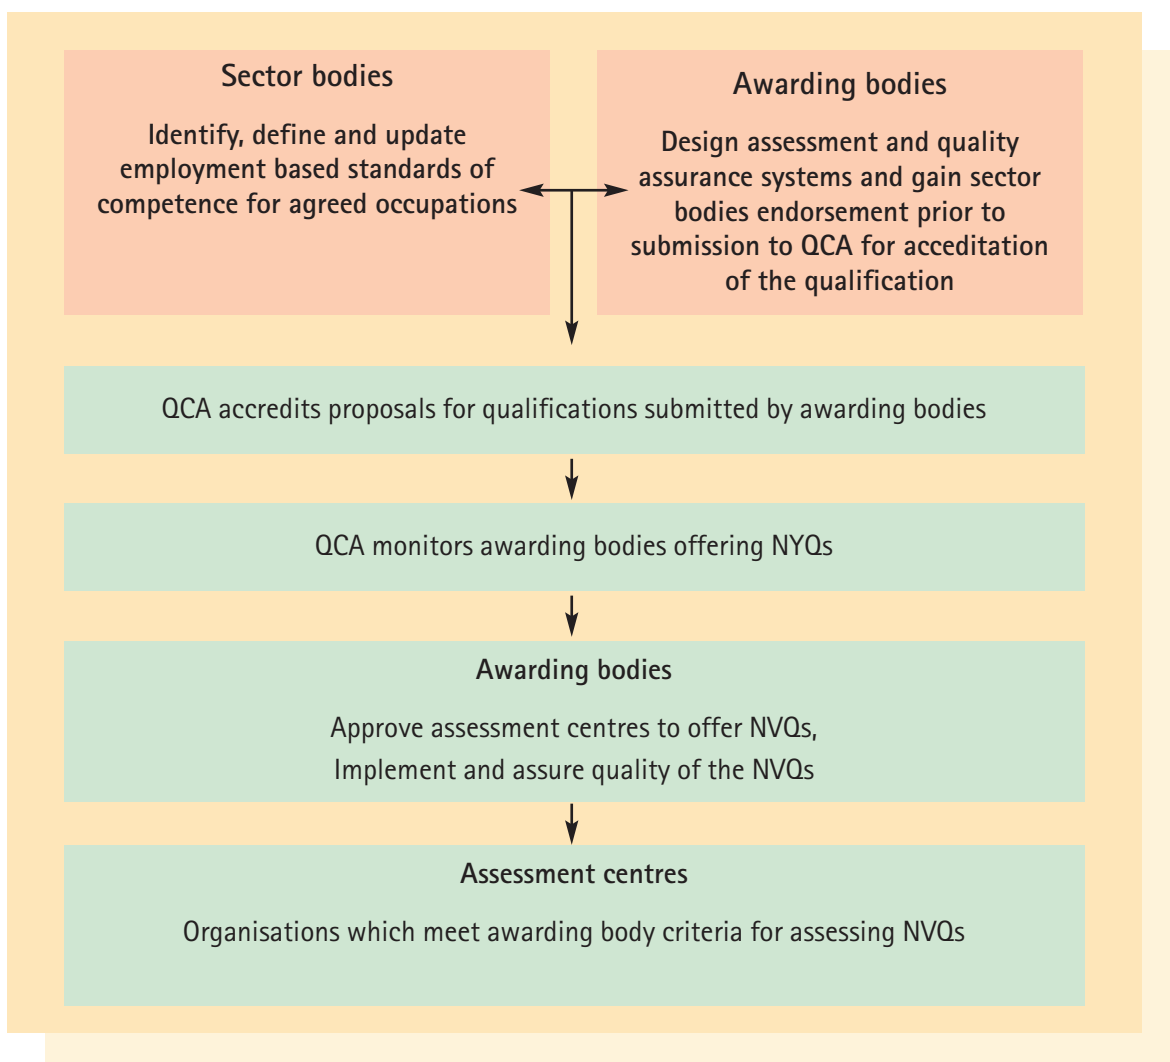 Sector bodies
Identify, define and update
employment based standards of
competence for agreed occupations
Awarding bodies
Design assessment and quality
assurance systems and gain sector
bodies endorsement prior to
submission to QCA for acceditation
of the qualification
QCA accredits proposals for qualifications submitted by awarding bodies
QCA monitors awarding bodies offering NYQs
Awarding bodies
Approve assessment centres to offer NVQs,
Implement and assure quality of the NVQs
Assessment centres
Organisations which meet awarding body criteria for assessing NVQs